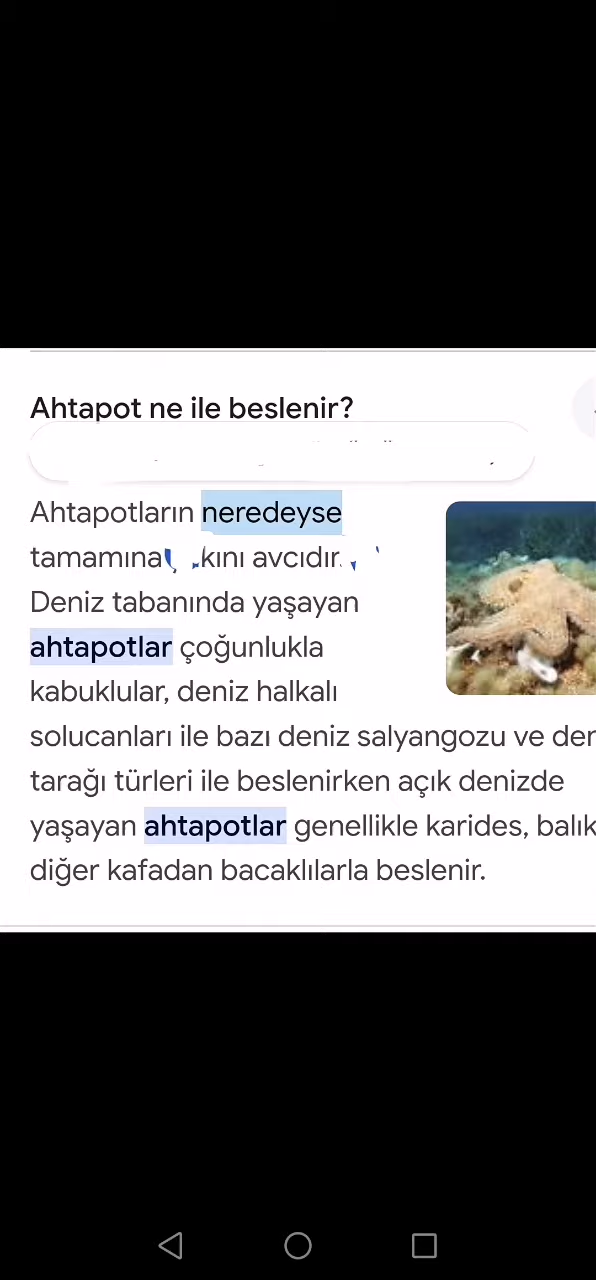 Ahtapot ne ile beslenir?
Ahtapotların neredeyse
tamamına kını avcıdır.
Deniz tabanında yaşayan
ahtapotlar çoğunlukla
kabuklular, deniz halkalı
solucanları ile bazı deniz salyangozu ve den
tarağı türleri ile beslenirken açık denizde
yaşayan ahtapotlar genellikle karides, balık
diğer kafadan bacaklılarla beslenir.